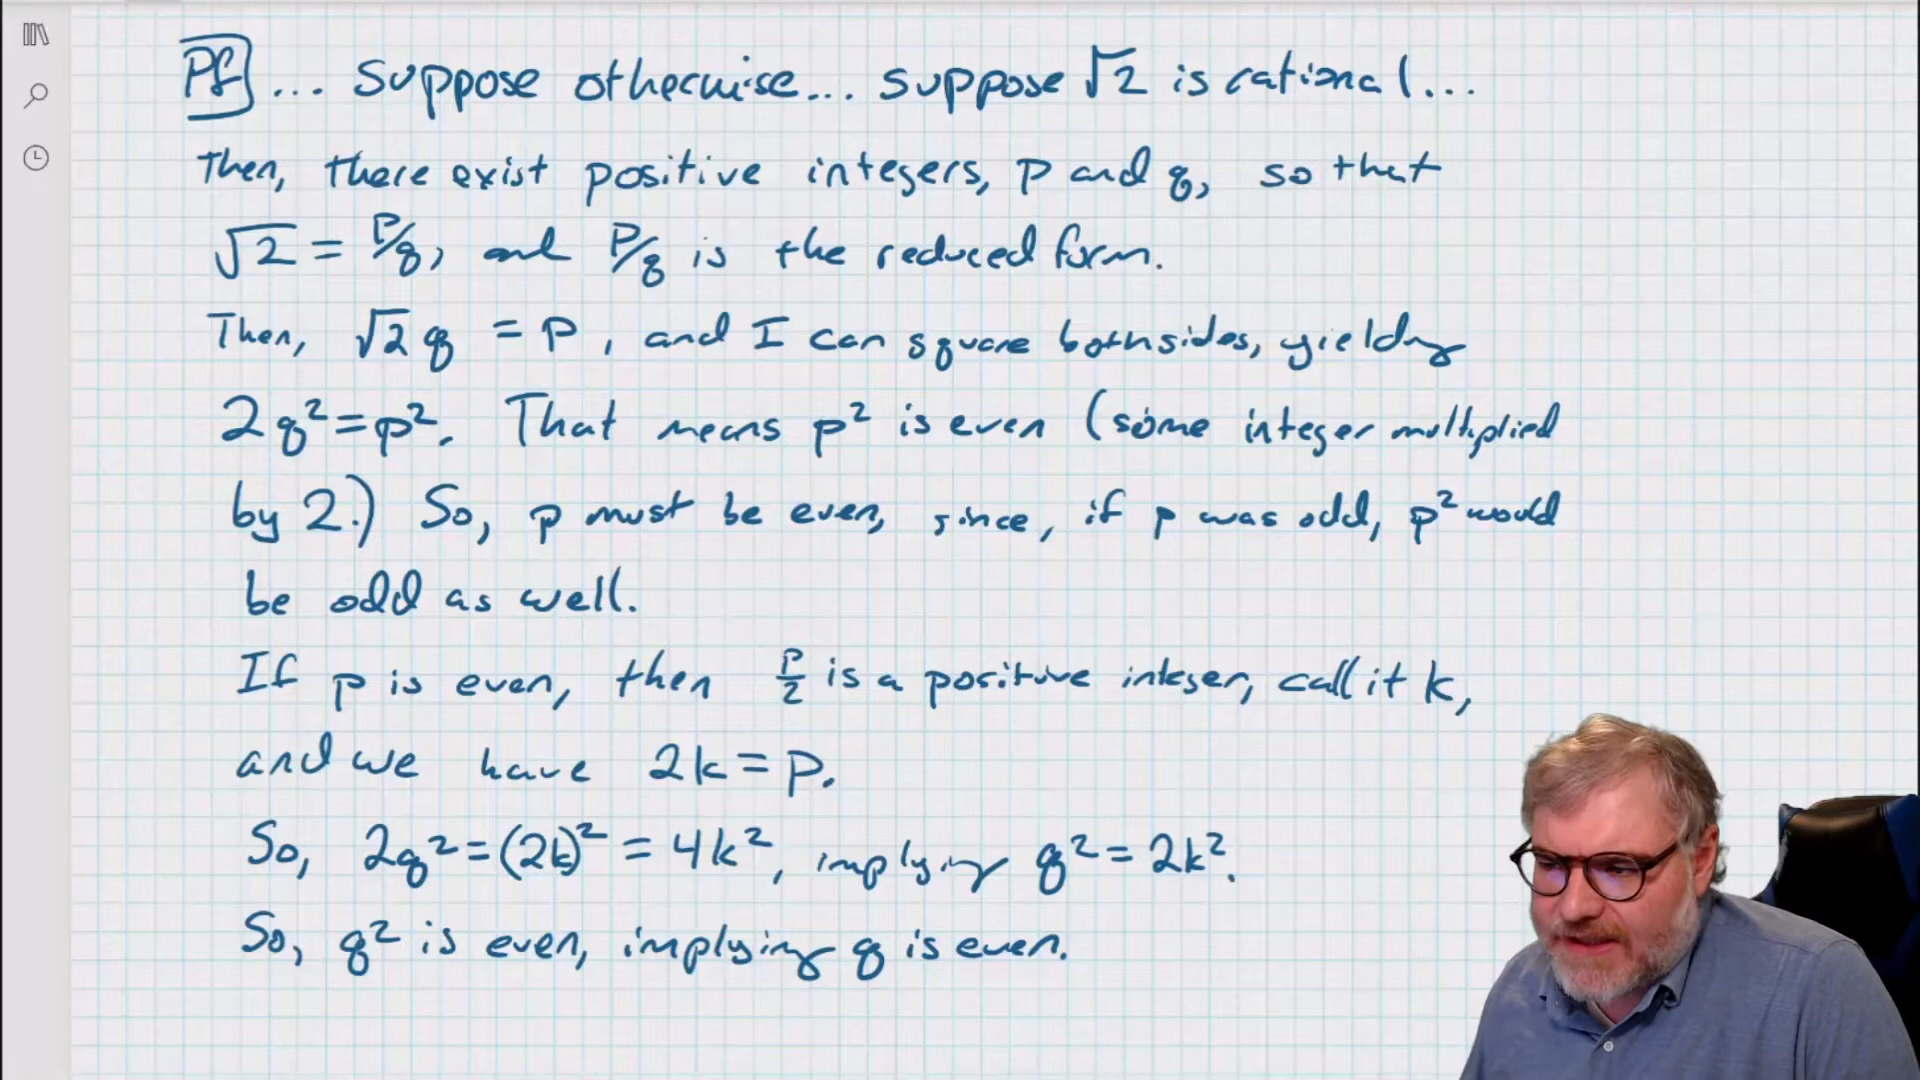 Pf ... suppose otherwise... suppose √2 is rational...
Then, there exist positive integers, p and q, so that
√2 = p/q, and p/q is the reduced form.
Then, √2 q = p, and I can square both sides, yielding
2q² = p². That means p² is even (some integer multiplied
by 2.) So, p must be even, since, if p was odd, p² would
be odd as well.
If p is even, then p/2 is a positive integer, call it k,
and we have 2k = p.
So, 2q² = (2k)² = 4k², implying q² = 2k².
So, q² is even, implying q is even.